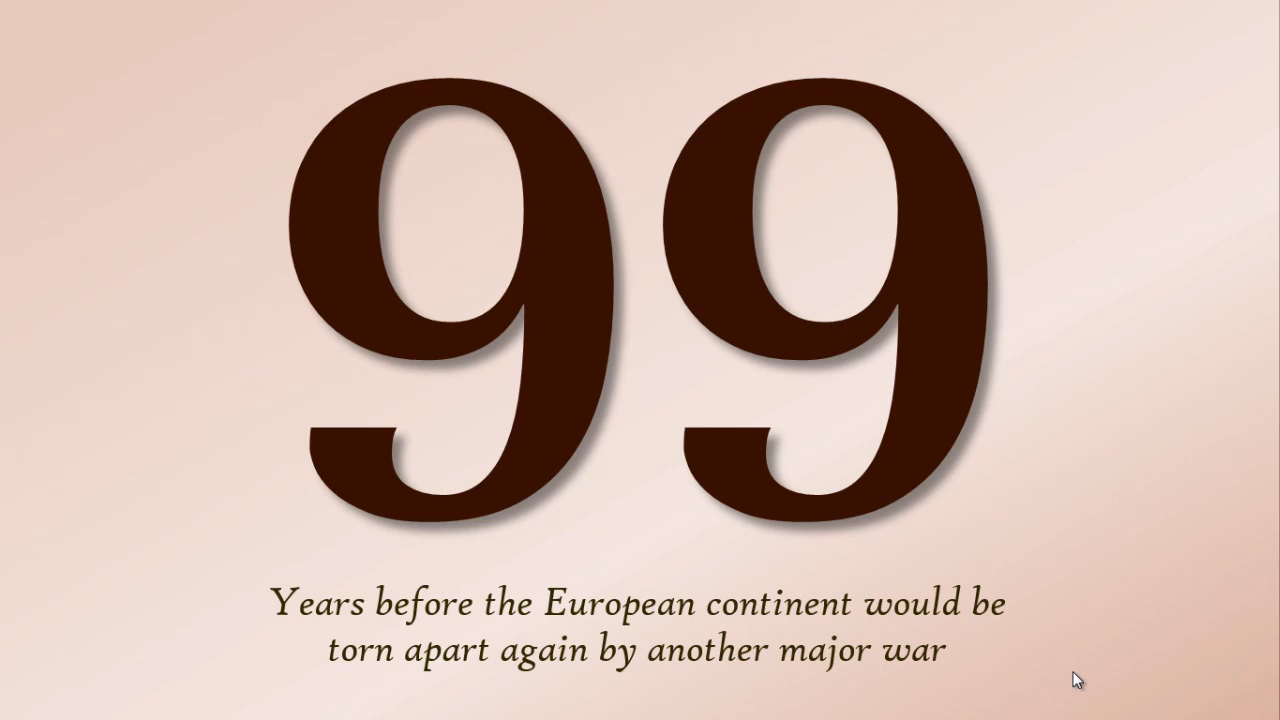 99
Years before the European continent would be
torn apart again by another major war